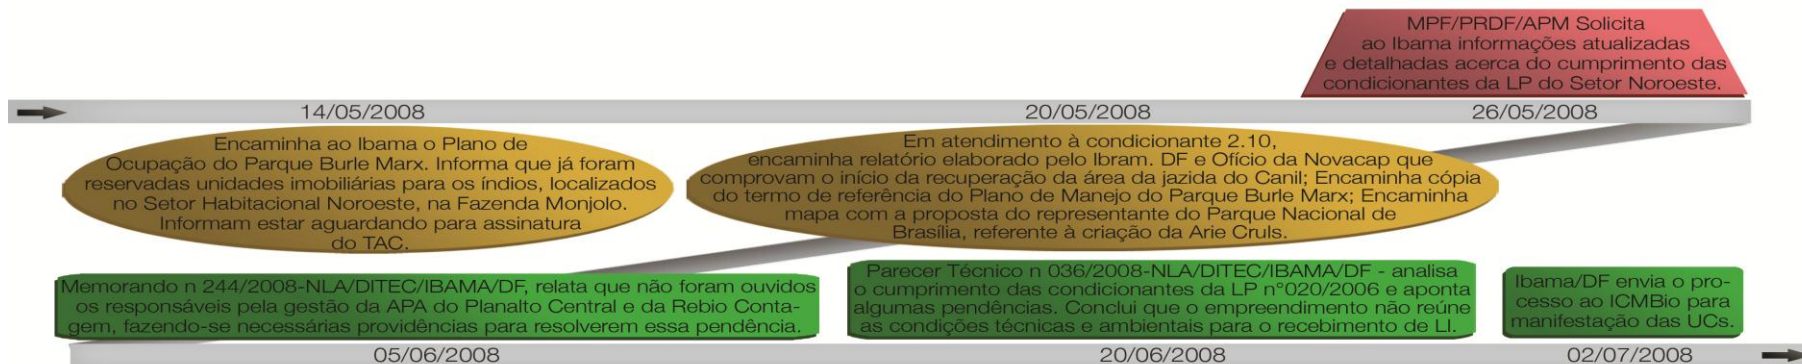 MPF/PRDF/APM Solicita
ao Ibama informações atualizadas
e detalhadas acerca do cumprimento das
condicionantes da LP do Setor Noroeste.
14/05/2008
20/05/2008
26/05/2008
Encaminha ao Ibama o Plano de
Ocupação do Parque Burle Marx. Informa que já foram
reservadas unidades imobiliárias para os índios, localizados
no Setor Habitacional Noroeste, na Fazenda Monjolo.
Informam estar aguardando para assinatura
do TAC.
Em atendimento à condicionante 2.10,
encaminha relatório elaborado pelo Ibram. DF e Ofício da Novacap que
comprovam o início da recuperação da área da jazida do Canil; Encaminha cópia
do termo de referência do Plano de Manejo do Parque Burle Marx; Encaminha
mapa com a proposta do representante do Parque Nacional de
Brasília, referente à criação da Arie Cruls.
Memorando n 244/2008-NLA/DITEC/IBAMA/DF, relata que não foram ouvidos
os responsáveis pela gestão da APA do Planalto Central e da Rebio Conta-
gem, fazendo-se necessárias providências para resolverem essa pendência.
Parecer Técnico n 036/2008-NLA/DITEC/IBAMA/DF - analisa
o cumprimento das condicionantes da LP n°020/2006 e aponta
algumas pendências. Conclui que o empreendimento não reúne
as condições técnicas e ambientais para o recebimento de LI.
Ibama/DF envia o pro-
cesso ao ICMBio para
manifestação das UCs.
05/06/2008
20/06/2008
02/07/2008